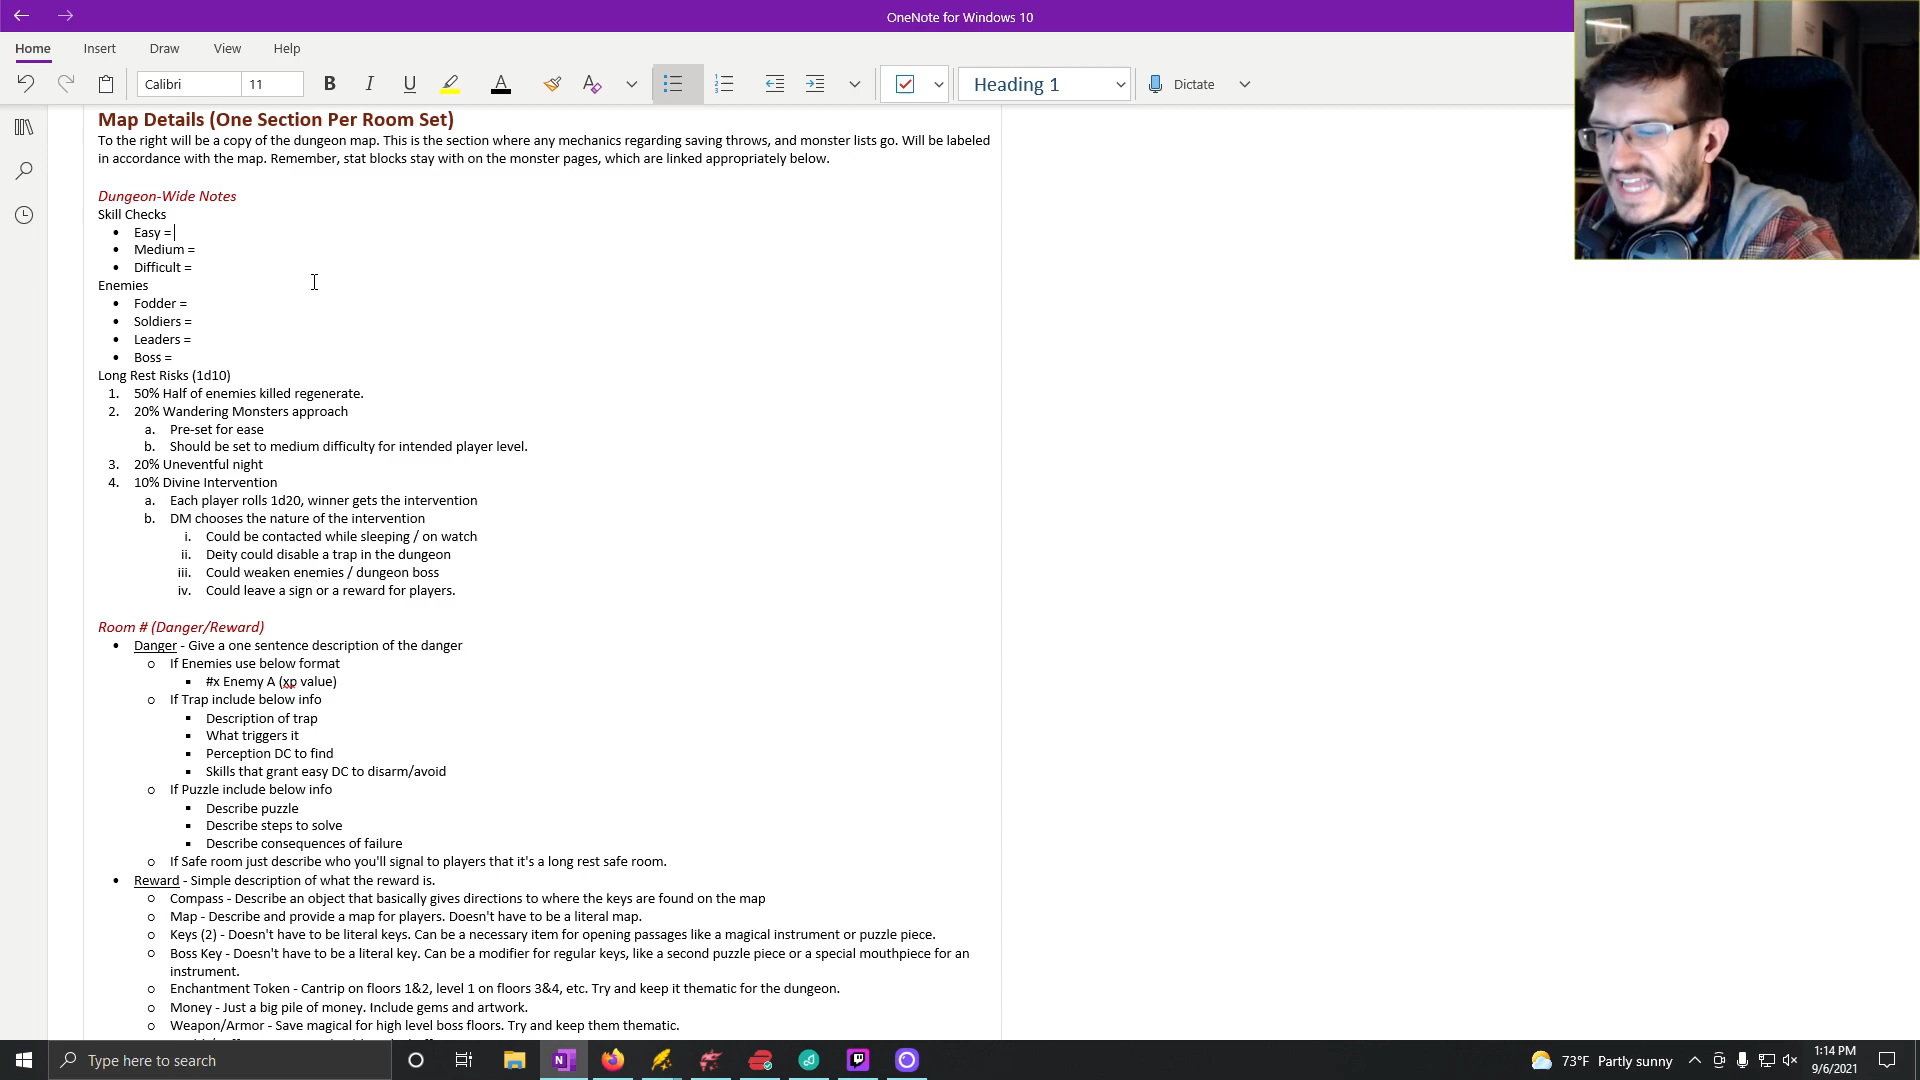 OneNote for Windows 10
Home Insert Draw View Help
Calibri 11 B I U A A Heading 1 Dictate
Map Details (One Section Per Room Set)
To the right will be a copy of the dungeon map. This is the section where any mechanics regarding saving throws, and monster lists go. Will be labeled
in accordance with the map. Remember, stat blocks stay with on the monster pages, which are linked appropriately below.
Dungeon-Wide Notes
Skill Checks
• Easy =
• Medium =
• Difficult =
Enemies
• Fodder =
• Soldiers =
• Leaders =
• Boss =
Long Rest Risks (1d10)
1. 50% Half of enemies killed regenerate.
2. 20% Wandering Monsters approach
a. Pre-set for ease
b. Should be set to medium difficulty for intended player level.
3. 20% Uneventful night
4. 10% Divine Intervention
a. Each player rolls 1d20, winner gets the intervention
b. DM chooses the nature of the intervention
i. Could be contacted while sleeping / on watch
ii. Deity could disable a trap in the dungeon
iii. Could weaken enemies / dungeon boss
iv. Could leave a sign or a reward for players.
Room # (Danger/Reward)
• Danger - Give a one sentence description of the danger
o If Enemies use below format
▪ #x Enemy A (xp value)
o If Trap include below info
▪ Description of trap
▪ What triggers it
▪ Perception DC to find
▪ Skills that grant easy DC to disarm/avoid
o If Puzzle include below info
▪ Describe puzzle
▪ Describe steps to solve
▪ Describe consequences of failure
o If Safe room just describe who you'll signal to players that it's a long rest safe room.
• Reward - Simple description of what the reward is.
o Compass - Describe an object that basically gives directions to where the keys are found on the map
o Map - Describe and provide a map for players. Doesn't have to be a literal map.
o Keys (2) - Doesn't have to be literal keys. Can be a necessary item for opening passages like a magical instrument or puzzle piece.
o Boss Key - Doesn't have to be a literal key. Can be a modifier for regular keys, like a second puzzle piece or a special mouthpiece for an
instrument.
o Enchantment Token - Cantrip on floors 1&2, level 1 on floors 3&4, etc. Try and keep it thematic for the dungeon.
o Money - Just a big pile of money. Include gems and artwork.
o Weapon/Armor - Save magical for high level boss floors. Try and keep them thematic.
Type here to search
73°F Partly sunny
1:14 PM
9/6/2021